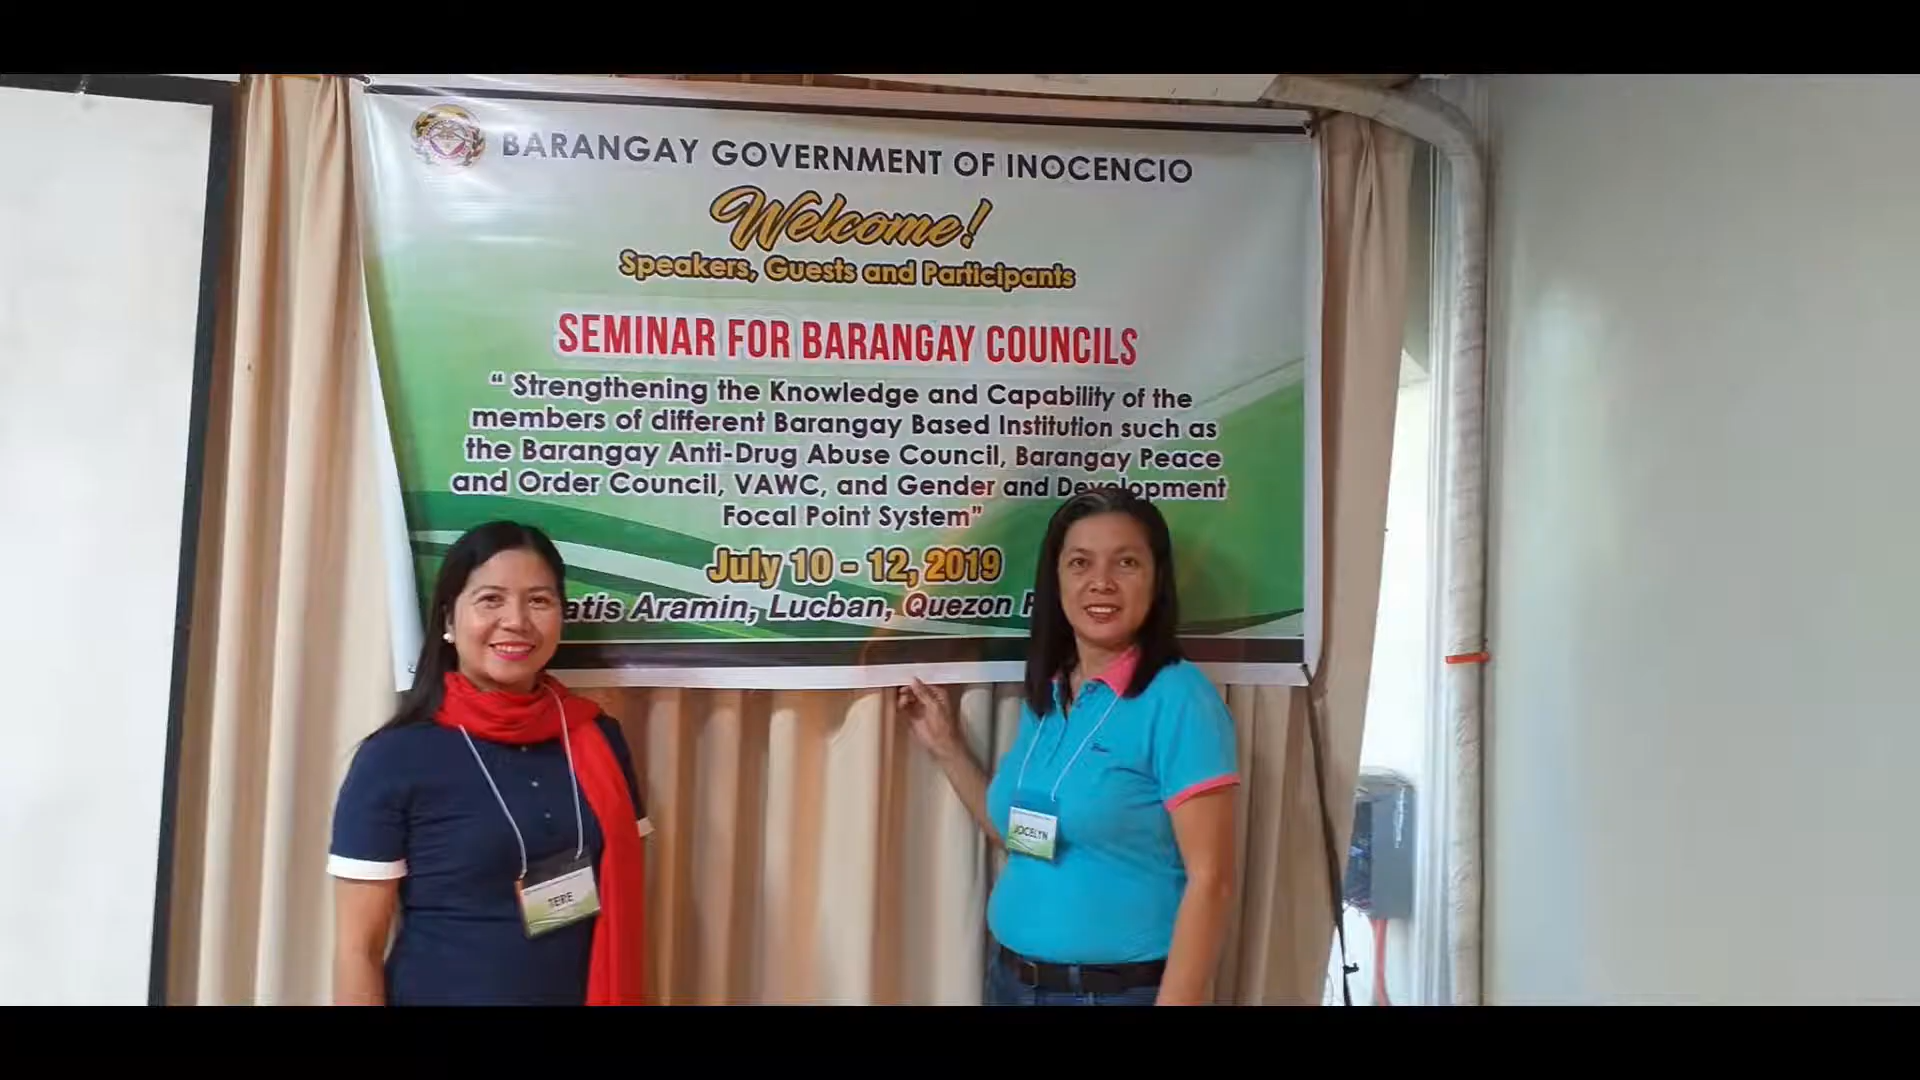 BARANGAY GOVERNMENT OF INOCENCIO
Welcome!
Speakers, Guests and Participants
SEMINAR FOR BARANGAY COUNCILS
“ Strengthening the Knowledge and Capability of the
members of different Barangay Based Institution such as
the Barangay Anti-Drug Abuse Council, Barangay Peace
and Order Council, VAWC, and Gender and Development
Focal Point System”
July 10 - 12, 2019
Aramin, Lucban, Quezon
TERE
JOCELYN